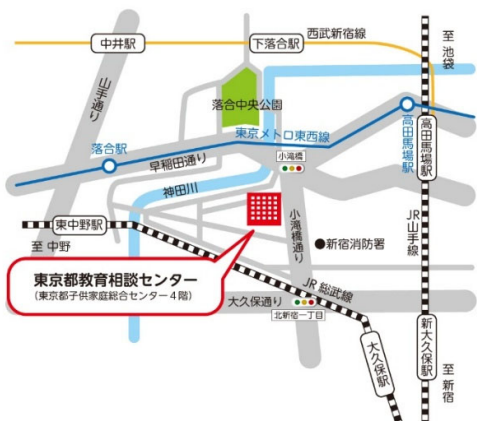 西武新宿線
至 池袋
中井駅
下落合駅
山手通り
落合中央公園
東京メトロ東西線
高田馬場駅
高田馬場駅
落合駅
早稲田通り
小滝橋
神田川
東中野駅
至 中野
小滝橋通り
新宿消防署
JR山手線
東京都教育相談センター
(東京都子供家庭総合センター4階)
大久保通り
JR 総武線
北新宿一丁目
大久保駅
新大久保駅
至 新宿